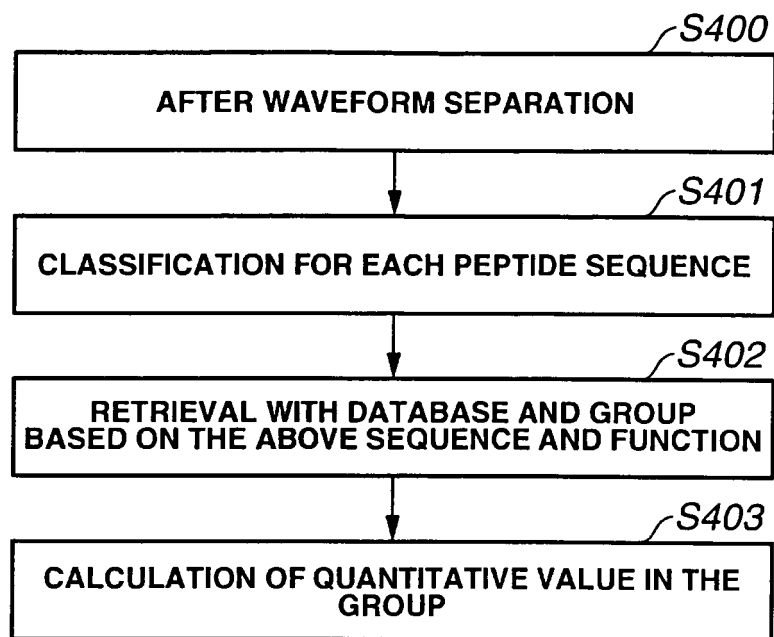 S400
AFTER WAVEFORM SEPARATION
S401
CLASSIFICATION FOR EACH PEPTIDE SEQUENCE
S402
RETRIEVAL WITH DATABASE AND GROUP
BASED ON THE ABOVE SEQUENCE AND FUNCTION
S403
CALCULATION OF QUANTITATIVE VALUE IN THE
GROUP